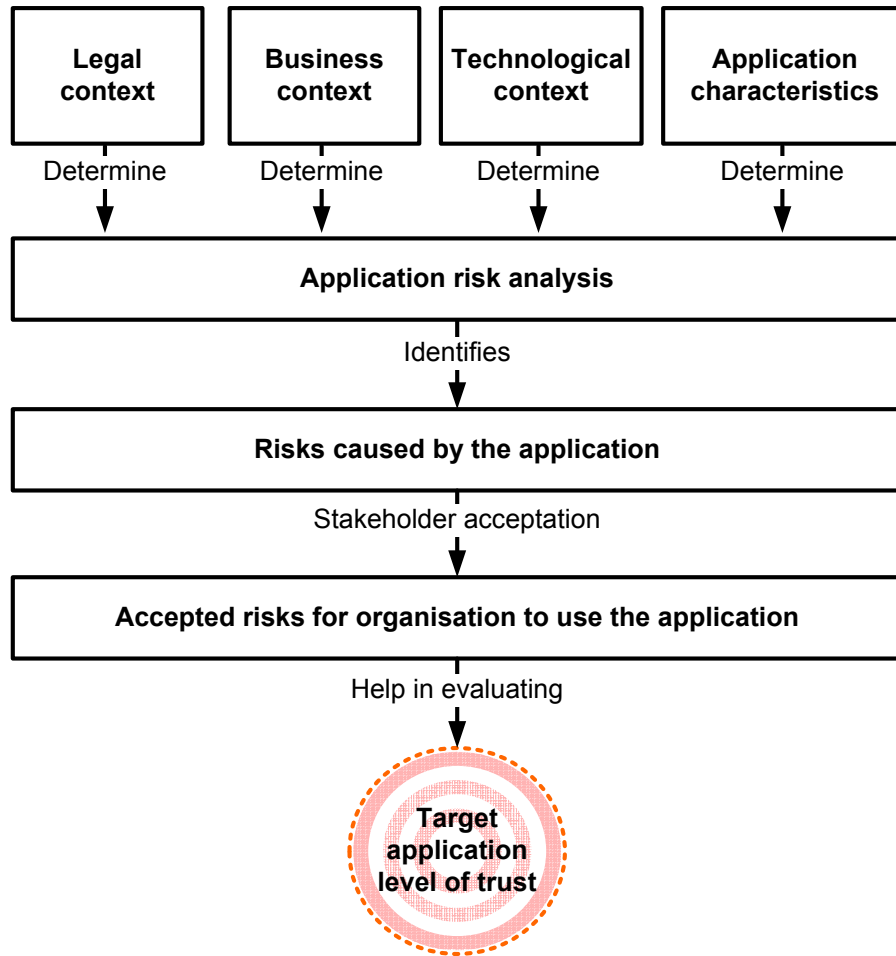 Legal
context
Business
context
Technological
context
Application
characteristics
Determine
Determine
Determine
Determine
Application risk analysis
Identifies
Risks caused by the application
Stakeholder acceptation
Accepted risks for organisation to use the application
Help in evaluating
Target
application
level of trust